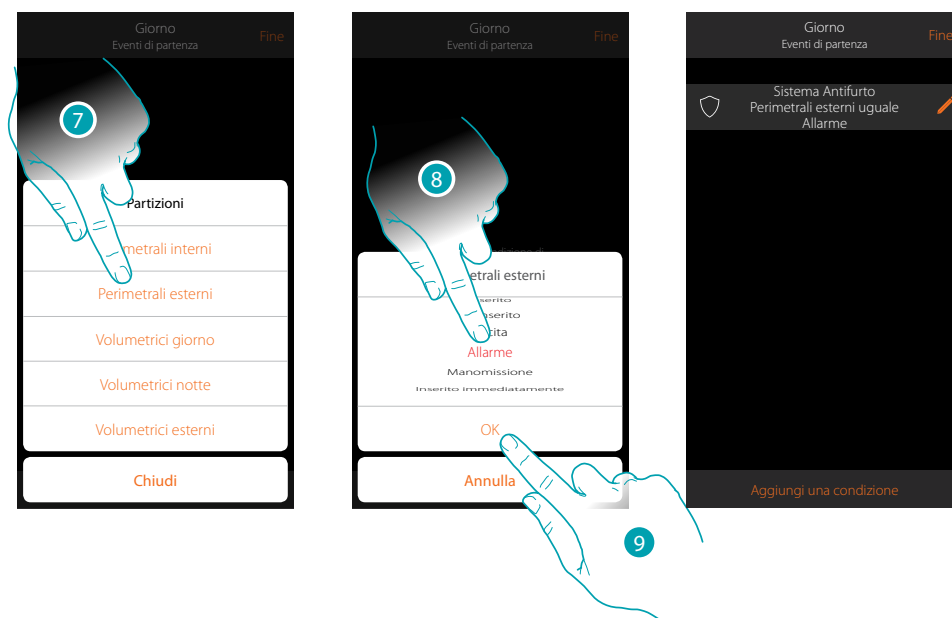 Giorno
Eventi di partenza
Fine
7
Partizioni
metrali interni
Perimetrali esterni
Volumetrici giorno
Volumetrici notte
Volumetrici esterni
Chiudi
Giorno
Eventi di partenza
Fine
8
etrali esterni
serito
nserito
cita
Allarme
Manomissione
Inserito immediatamente
OK
Annulla
9
Giorno
Eventi di partenza
Fine
Sistema Antifurto
Perimetrali esterni uguale
Allarme
Aggiungi una condizione